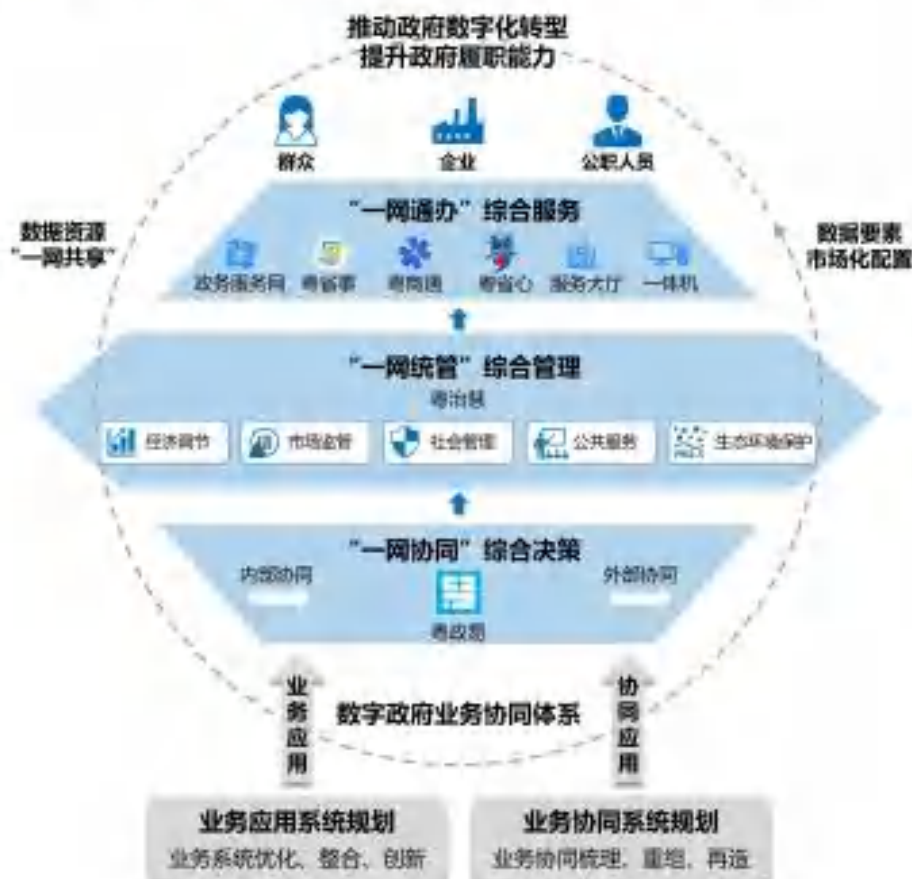 推动政府数字化转型
提升政府履职能力
群众
企业
公职人员
数据资源
“一网共享”
数据要素
市场化配置
“一网通办” 综合服务
政务服务网
粤省事
粤商通
粤省心
服务大厅
一体机
“一网统管” 综合管理
粤治慧
经济调节
市场监管
社会管理
公共服务
生态环境保护
“一网协同” 综合决策
内部协同
外部协同
粤政易
业务应用
协同应用
数字政府业务协同体系
业务应用系统规划
业务系统优化、整合、创新
业务协同系统规划
业务协同梳理、重组、再造